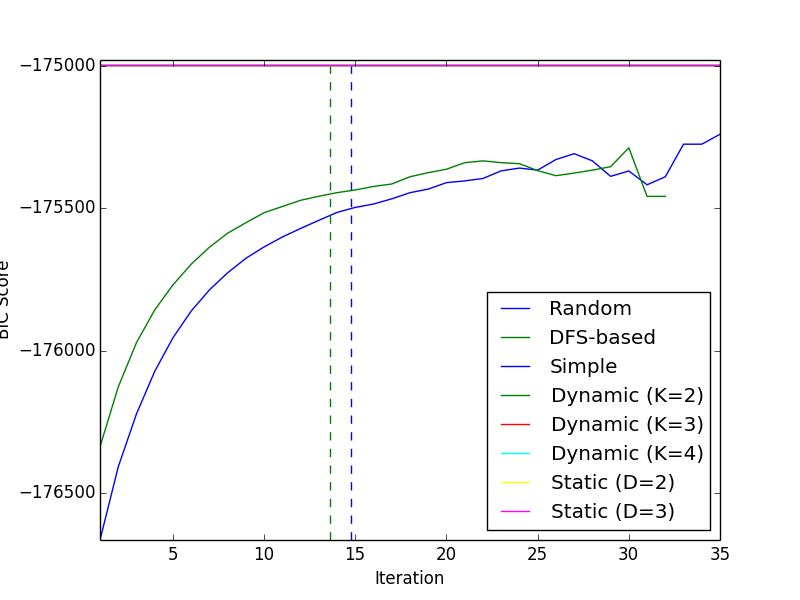 −175000
−175500
−176000
−176500
BIC Score
5 10 15 20 25 30 35
Iteration
Random
DFS-based
Simple
Dynamic (K=2)
Dynamic (K=3)
Dynamic (K=4)
Static (D=2)
Static (D=3)